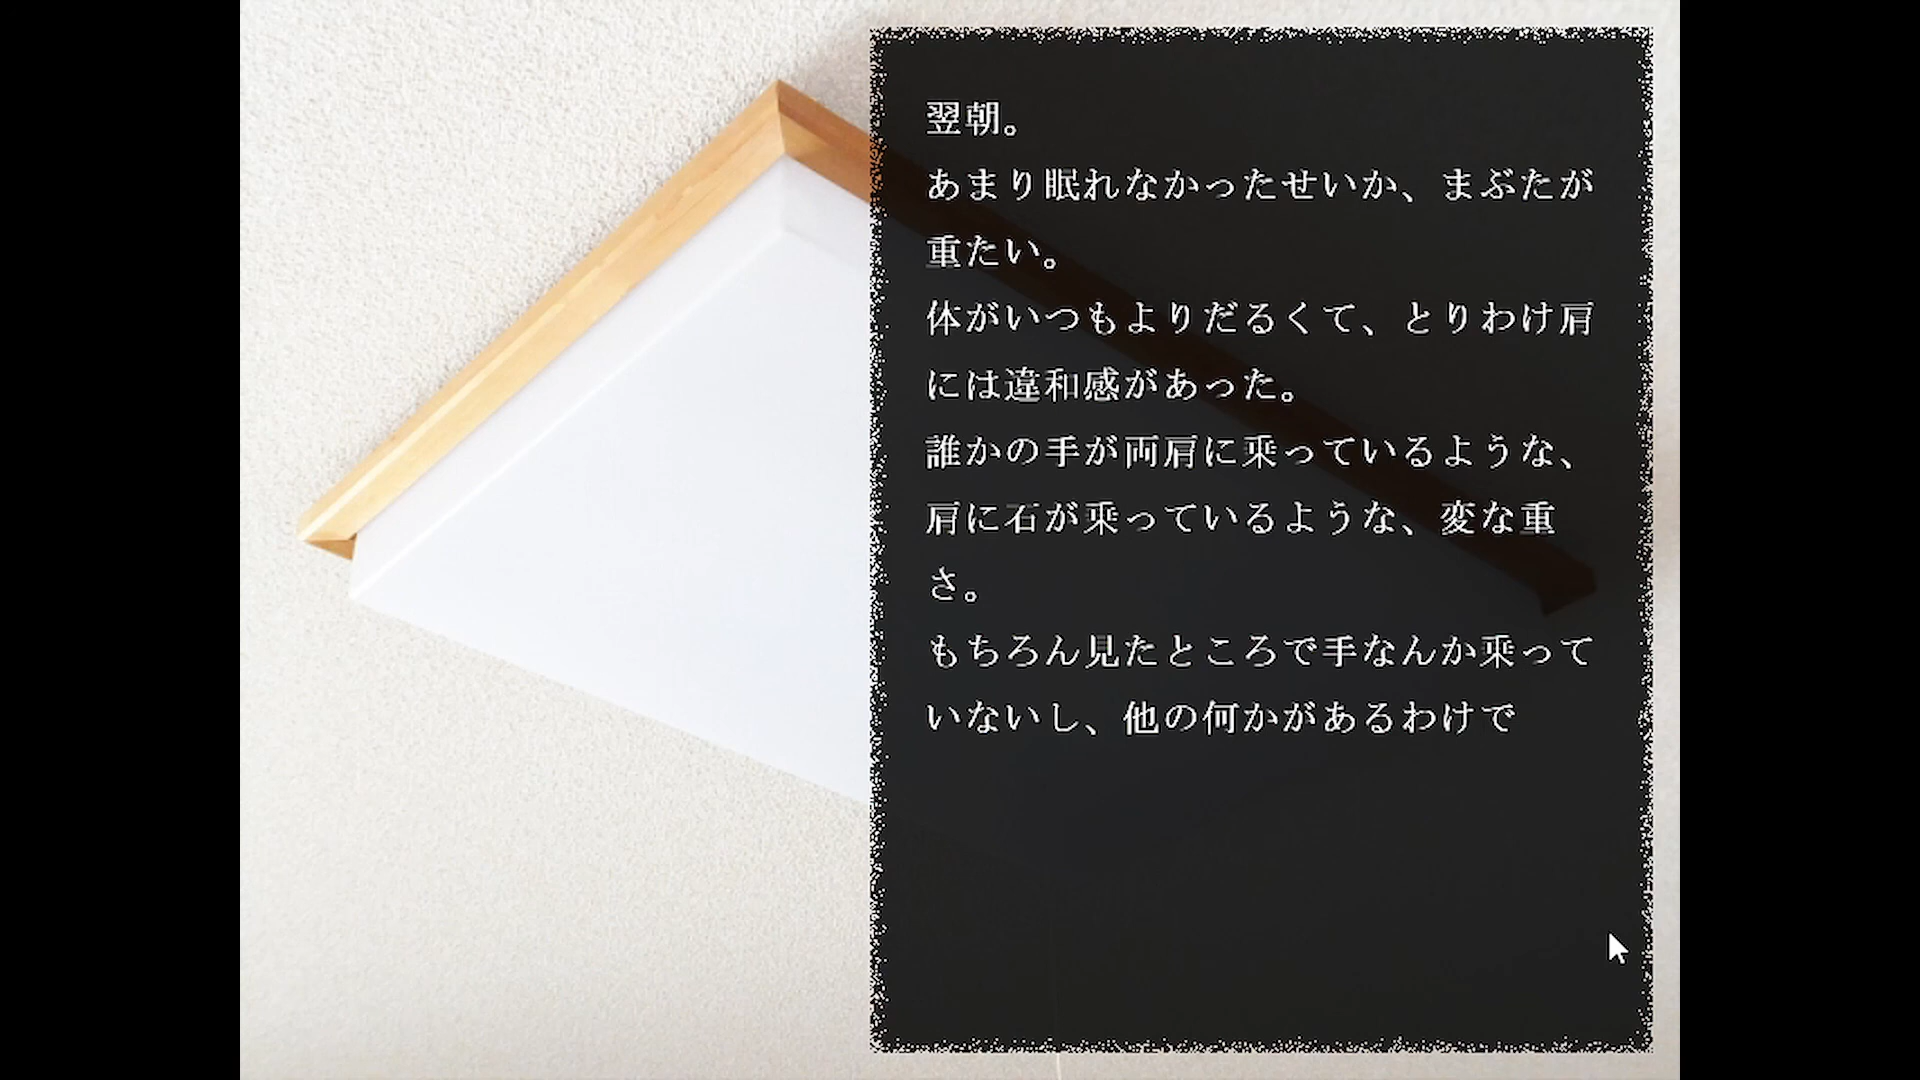 翌朝。
あまり眠れなかったせいか、まぶたが
重たい。
体がいつもよりだるくて、とりわけ肩
には違和感があった。
誰かの手が両肩に乗っているような、
肩に石が乗っているような、変な重
さ。
もちろん見たところで手なんか乗って
いないし、他の何かがあるわけで